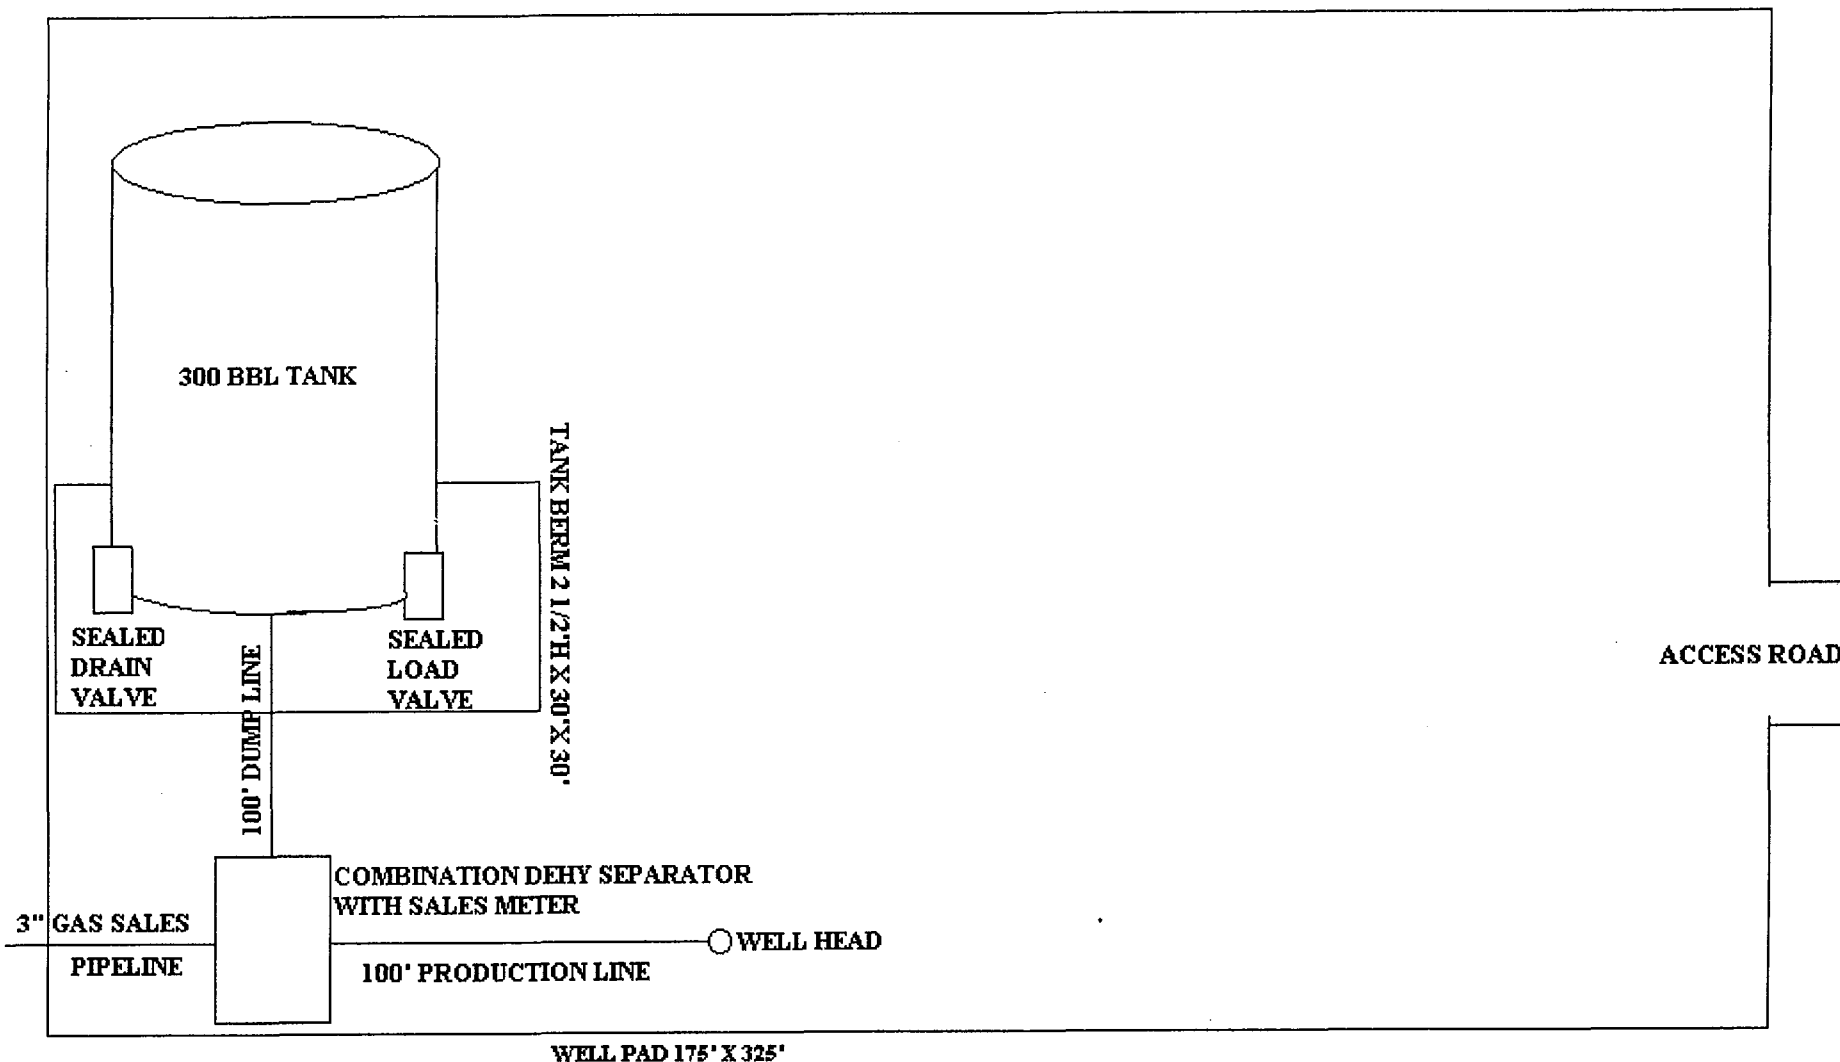 300 BBL TANK
TANK BERM 2 1/2'H X 30'X 30'
SEALED
DRAIN
VALVE
SEALED
LOAD
VALVE
100' DUMP LINE
ACCESS ROAD
COMBINATION DEHY SEPARATOR
WITH SALES METER
3" GAS SALES
PIPELINE
WELL HEAD
100' PRODUCTION LINE
WELL PAD 175' X 325'